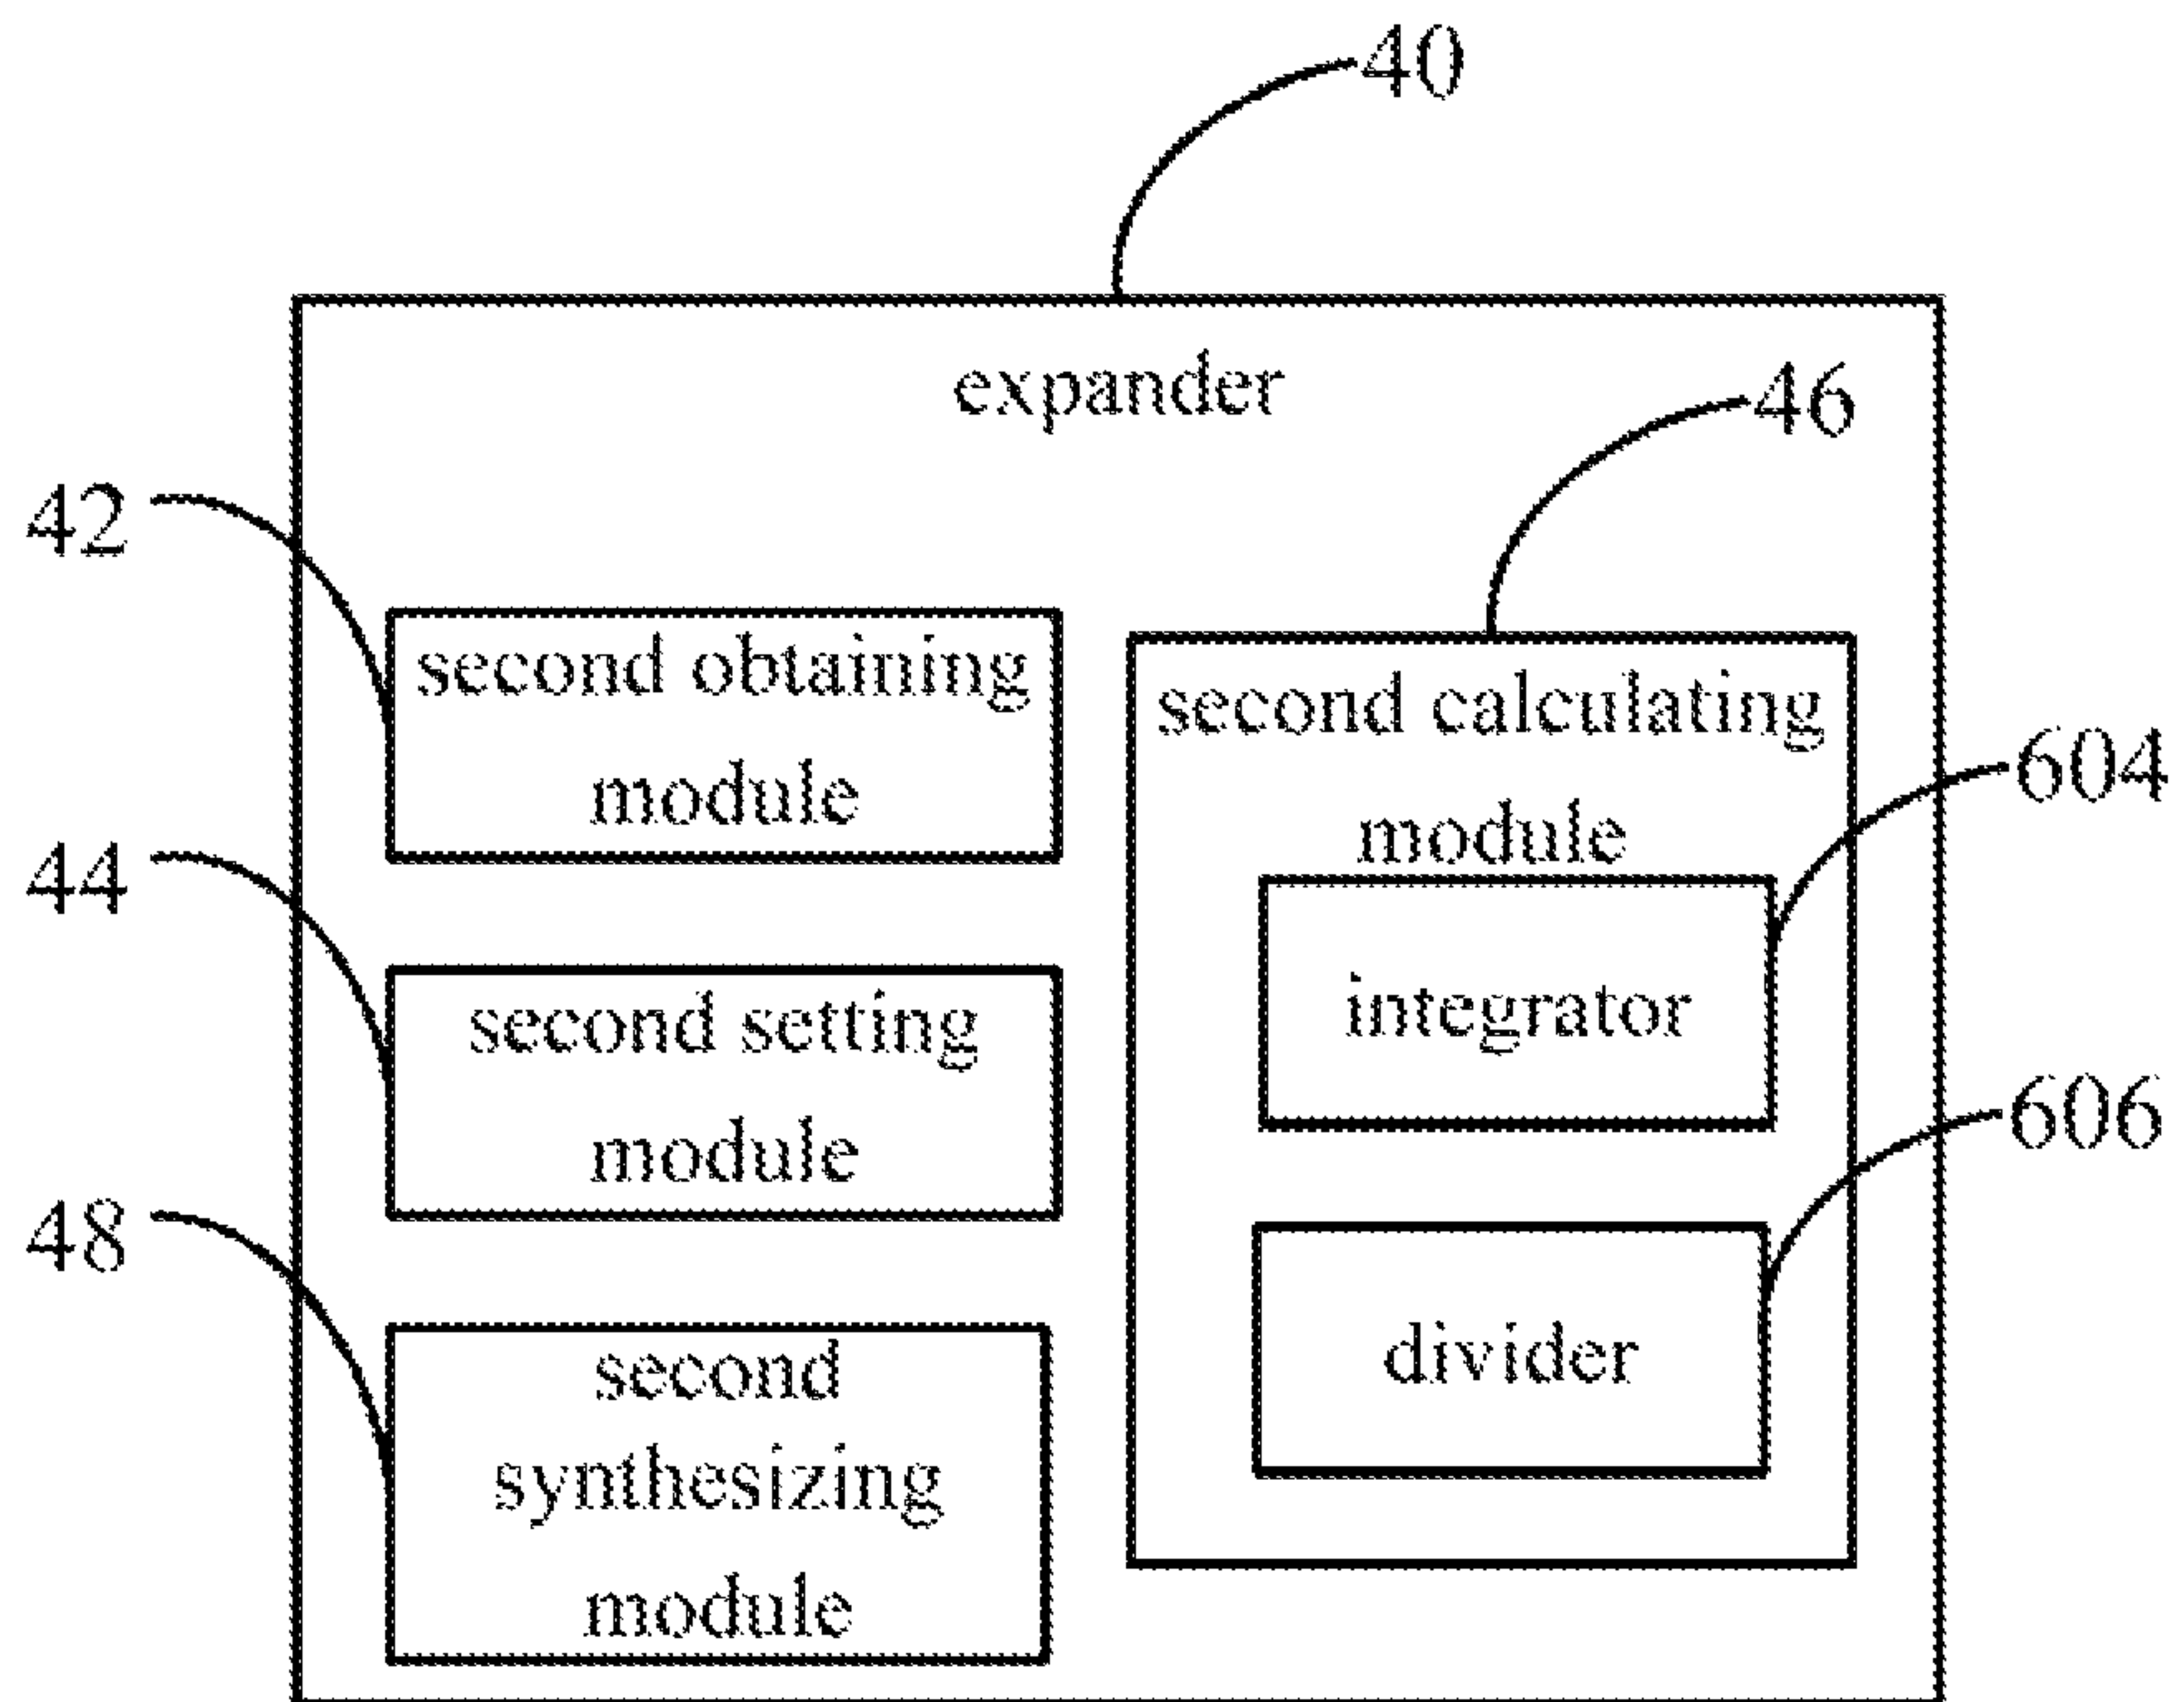 40
expander
46
42
second obtaining
module
second calculating
module
604
44
second setting
module
integrator
48
second
synthesizing
module
606
divider